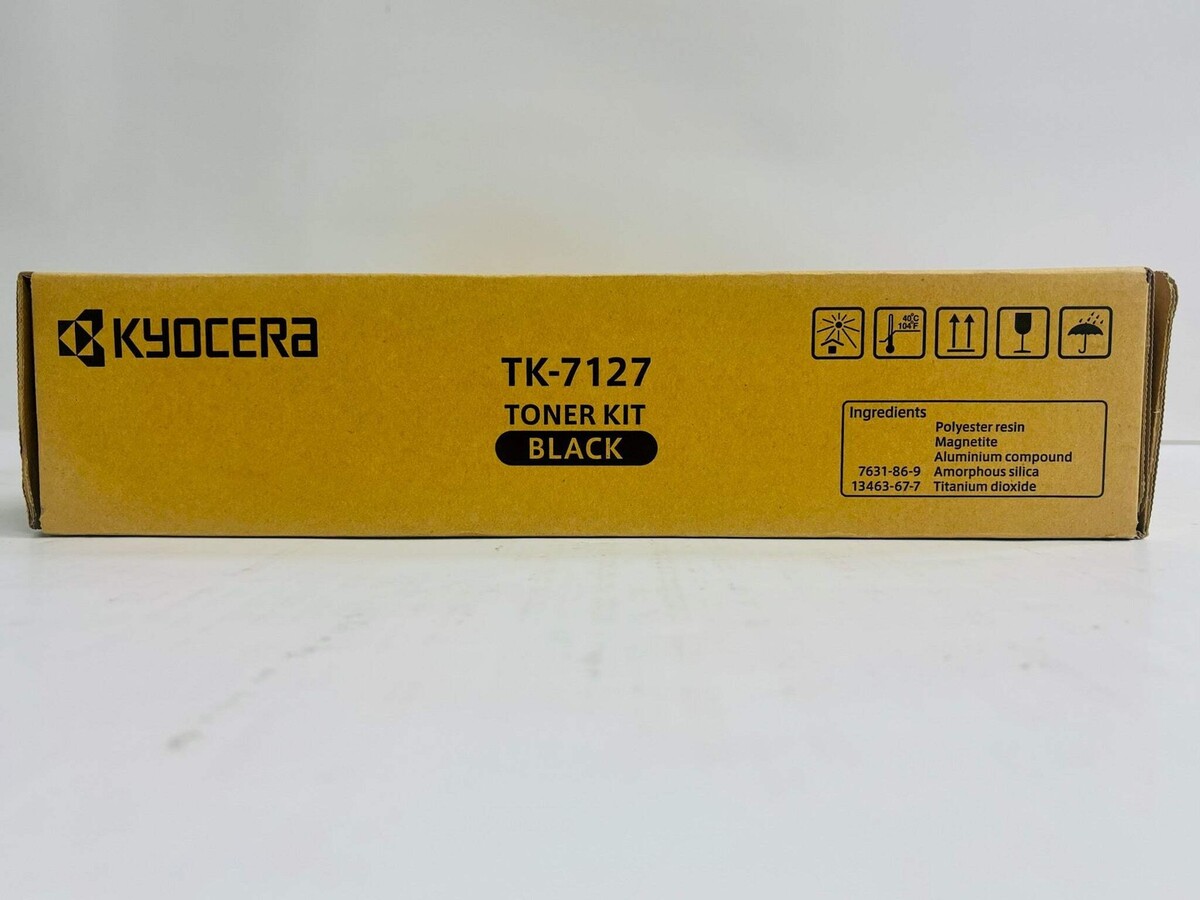 KYOCERA
TK-7127
TONER KIT
BLACK
40°C
104°F
Ingredients
Polyester resin
Magnetite
Aluminium compound
7631-86-9 Amorphous silica
13463-67-7 Titanium dioxide